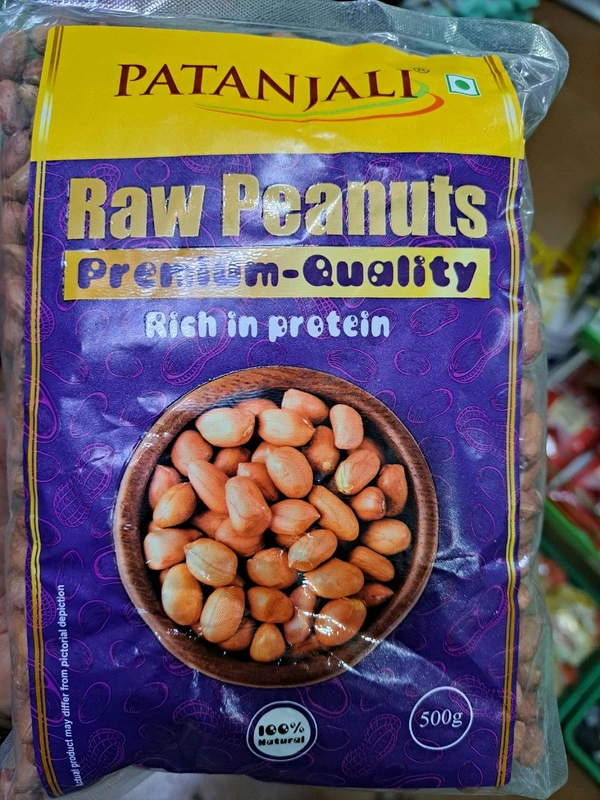 PATANJALI®
Raw Peanuts
Premium-Quality
Rich in protein
100%
Natural
500g
actual product may differ from pictorial depiction